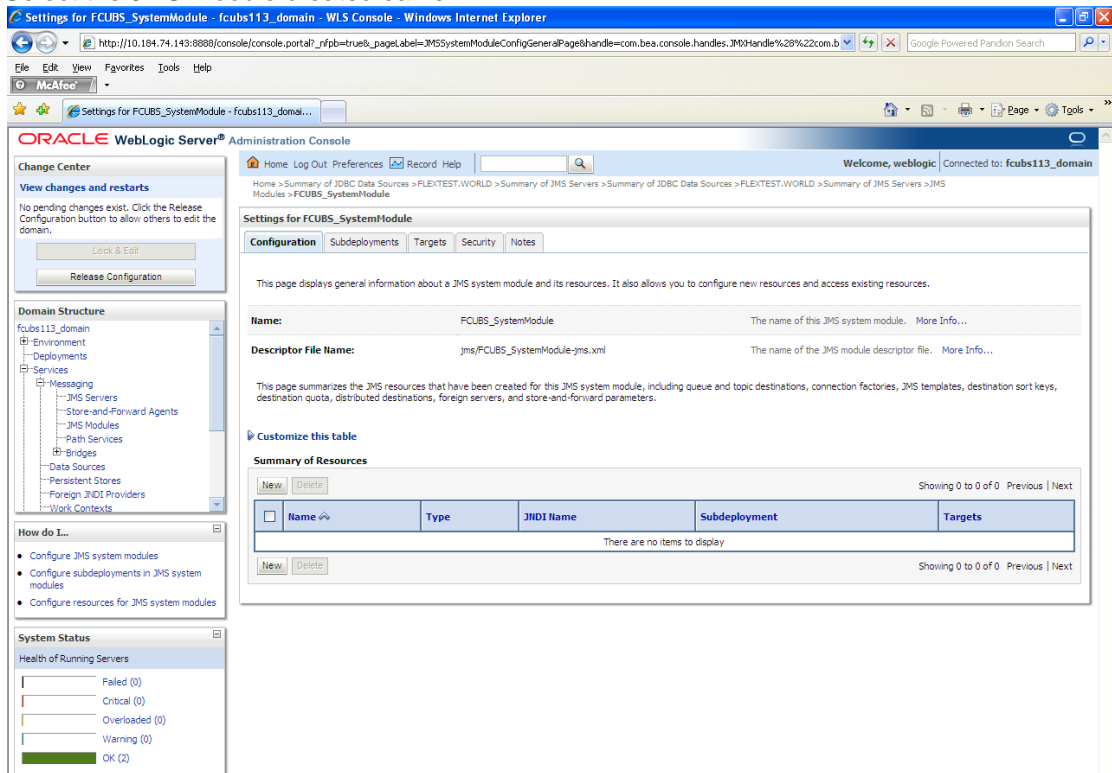 Settings for FCUBS_SystemModule - fcubs113_domain - WLS Console - Windows Internet Explorer
http://10.184.74.143:8888/console/console.portal?_nfpb=true&_pageLabel=JMSSystemModuleConfigGeneralPage&handle=com.bea.console.handles.JMXHandle%28%22com.b
Google Powered Pandion Search
File Edit View Favorites Tools Help
McAfee
Settings for FCUBS_SystemModule - fcubs113_domai...
Page Tools
ORACLE WebLogic Server® Administration Console
Change Center
View changes and restarts
No pending changes exist. Click the Release
Configuration button to allow others to edit the
domain.
Lock & Edit
Release Configuration
Domain Structure
fcubs113_domain
Environment
Deployments
Services
Messaging
JMS Servers
Store-and-Forward Agents
JMS Modules
Path Services
Bridges
Data Sources
Persistent Stores
Foreign JNDI Providers
Work Contexts
How do I...
Configure JMS system modules
Configure subdeployments in JMS system
modules
Configure resources for JMS system modules
System Status
Health of Running Servers
Failed (0)
Critical (0)
Overloaded (0)
Warning (0)
OK (2)
Home Log Out Preferences Record Help
Welcome, weblogic Connected to: fcubs113_domain
Home >Summary of JDBC Data Sources >FLEXTEST.WORLD >Summary of JMS Servers >Summary of JDBC Data Sources >FLEXTEST.WORLD >Summary of JMS Servers >JMS
Modules >FCUBS_SystemModule
Settings for FCUBS_SystemModule
Configuration Subdeployments Targets Security Notes
This page displays general information about a JMS system module and its resources. It also allows you to configure new resources and access existing resources.
Name: FCUBS_SystemModule The name of this JMS system module. More Info...
Descriptor File Name: jms/FCUBS_SystemModule-jms.xml The name of the JMS module descriptor file. More Info...
This page summarizes the JMS resources that have been created for this JMS system module, including queue and topic destinations, connection factories, JMS templates, destination sort keys,
destination quota, distributed destinations, foreign servers, and store-and-forward parameters.
Customize this table
Summary of Resources
New Delete Showing 0 to 0 of 0 Previous | Next
Name Type JNDI Name Subdeployment Targets
There are no items to display
New Delete Showing 0 to 0 of 0 Previous | Next